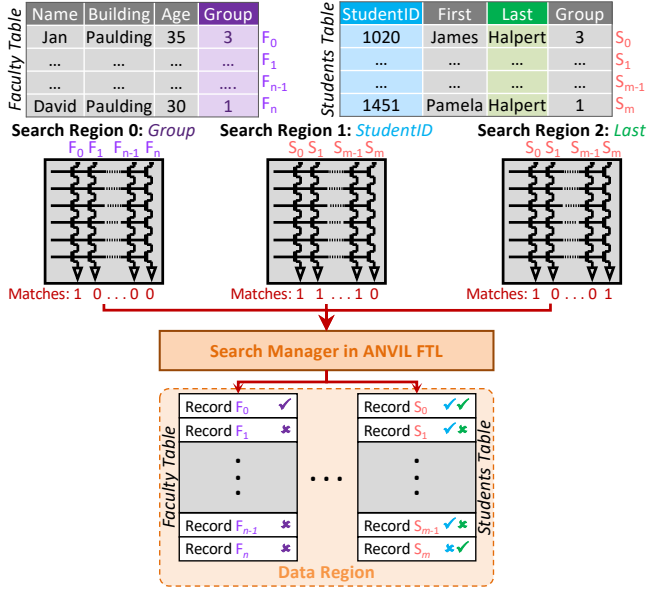 Faculty Table
Name Building Age Group
Jan Paulding 35 3 F0
... ... ... ... F1
... ... ... .... Fn-1
David Paulding 30 1 Fn
Students Table
StudentID First Last Group
1020 James Halpert 3 S0
... ... ... ... S1
... ... ... ... Sm-1
1451 Pamela Halpert 1 Sm
Search Region 0: Group
F0 F1 Fn-1 Fn
Matches: 1 0 . . . 0 0
Search Region 1: StudentID
S0 S1 Sm-1 Sm
Matches: 1 1 . . . 1 0
Search Region 2: Last
S0 S1 Sm-1 Sm
Matches: 1 0 . . . 0 1
Search Manager in ANVIL FTL
Faculty Table
Record F0 ✓
Record F1 ✖
Record Fn-1 ✖
Record Fn ✖
. . .
Record S0 ✓✓
Record S1 ✓✖
Record Sm-1 ✓✖
Record Sm ✖✓
Students Table
Data Region